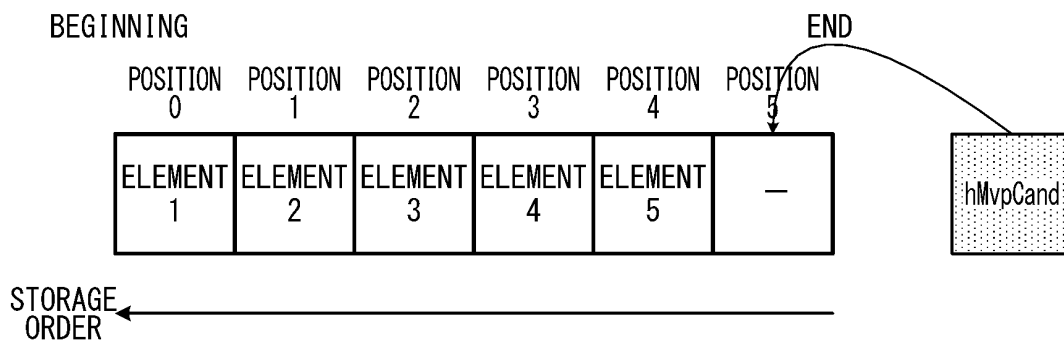 BEGINNING
END
POSITION 0
POSITION 1
POSITION 2
POSITION 3
POSITION 4
POSITION 5
ELEMENT 1
ELEMENT 2
ELEMENT 3
ELEMENT 4
ELEMENT 5
—
hMvpCand
STORAGE
ORDER